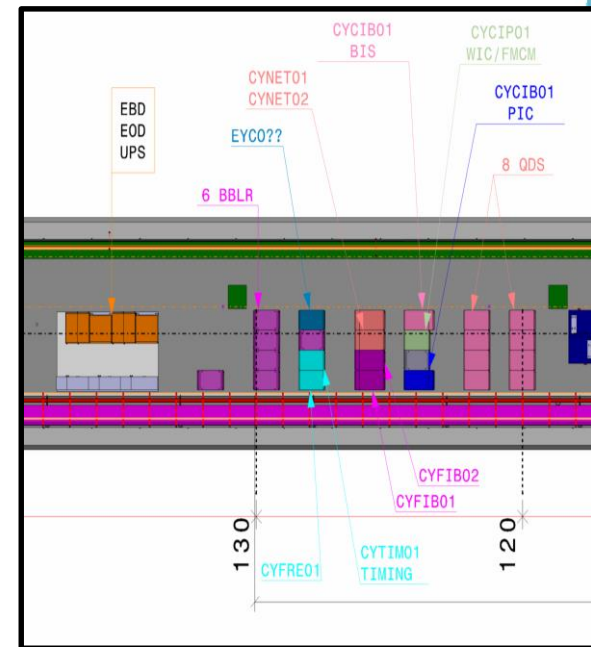 CYCIB01
BIS
CYCIP01
WIC/FMCM
CYNET01
CYNET02
CYCIB01
PIC
EBD
EOD
UPS
EYCO??
8 QDS
6 BBLR
CYFIB02
CYFIB01
130
120
CYTIM01
TIMING
CYFRE01